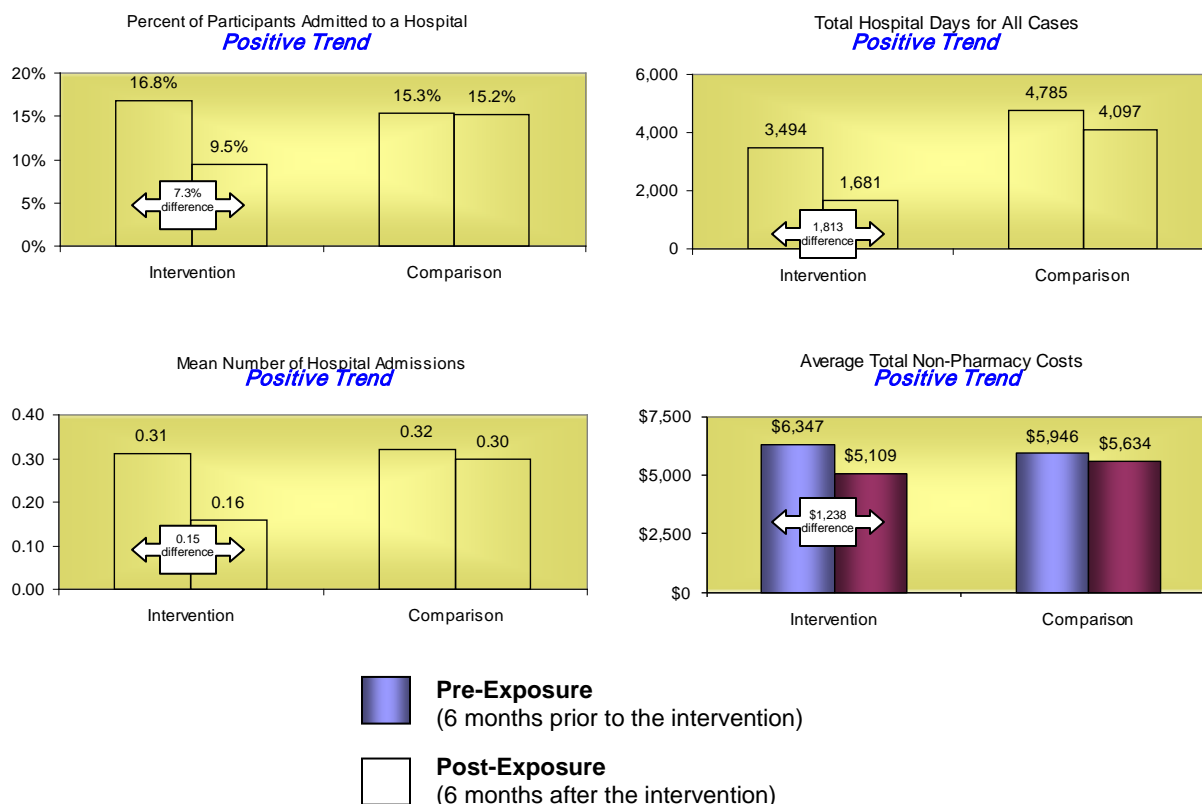 Percent of Participants Admitted to a Hospital
Positive Trend
20%
15%
10%
5%
0%
16.8%
9.5%
15.3%
15.2%
7.3%
difference
Intervention
Comparison
Total Hospital Days for All Cases
Positive Trend
6,000
4,000
2,000
0
3,494
1,681
4,785
4,097
1,813
difference
Intervention
Comparison
Mean Number of Hospital Admissions
Positive Trend
0.40
0.30
0.20
0.10
0.00
0.31
0.16
0.32
0.30
0.15
difference
Intervention
Comparison
Average Total Non-Pharmacy Costs
Positive Trend
$7,500
$5,000
$2,500
$0
$6,347
$5,109
$5,946
$5,634
$1,238
difference
Intervention
Comparison
Pre-Exposure
(6 months prior to the intervention)
Post-Exposure
(6 months after the intervention)